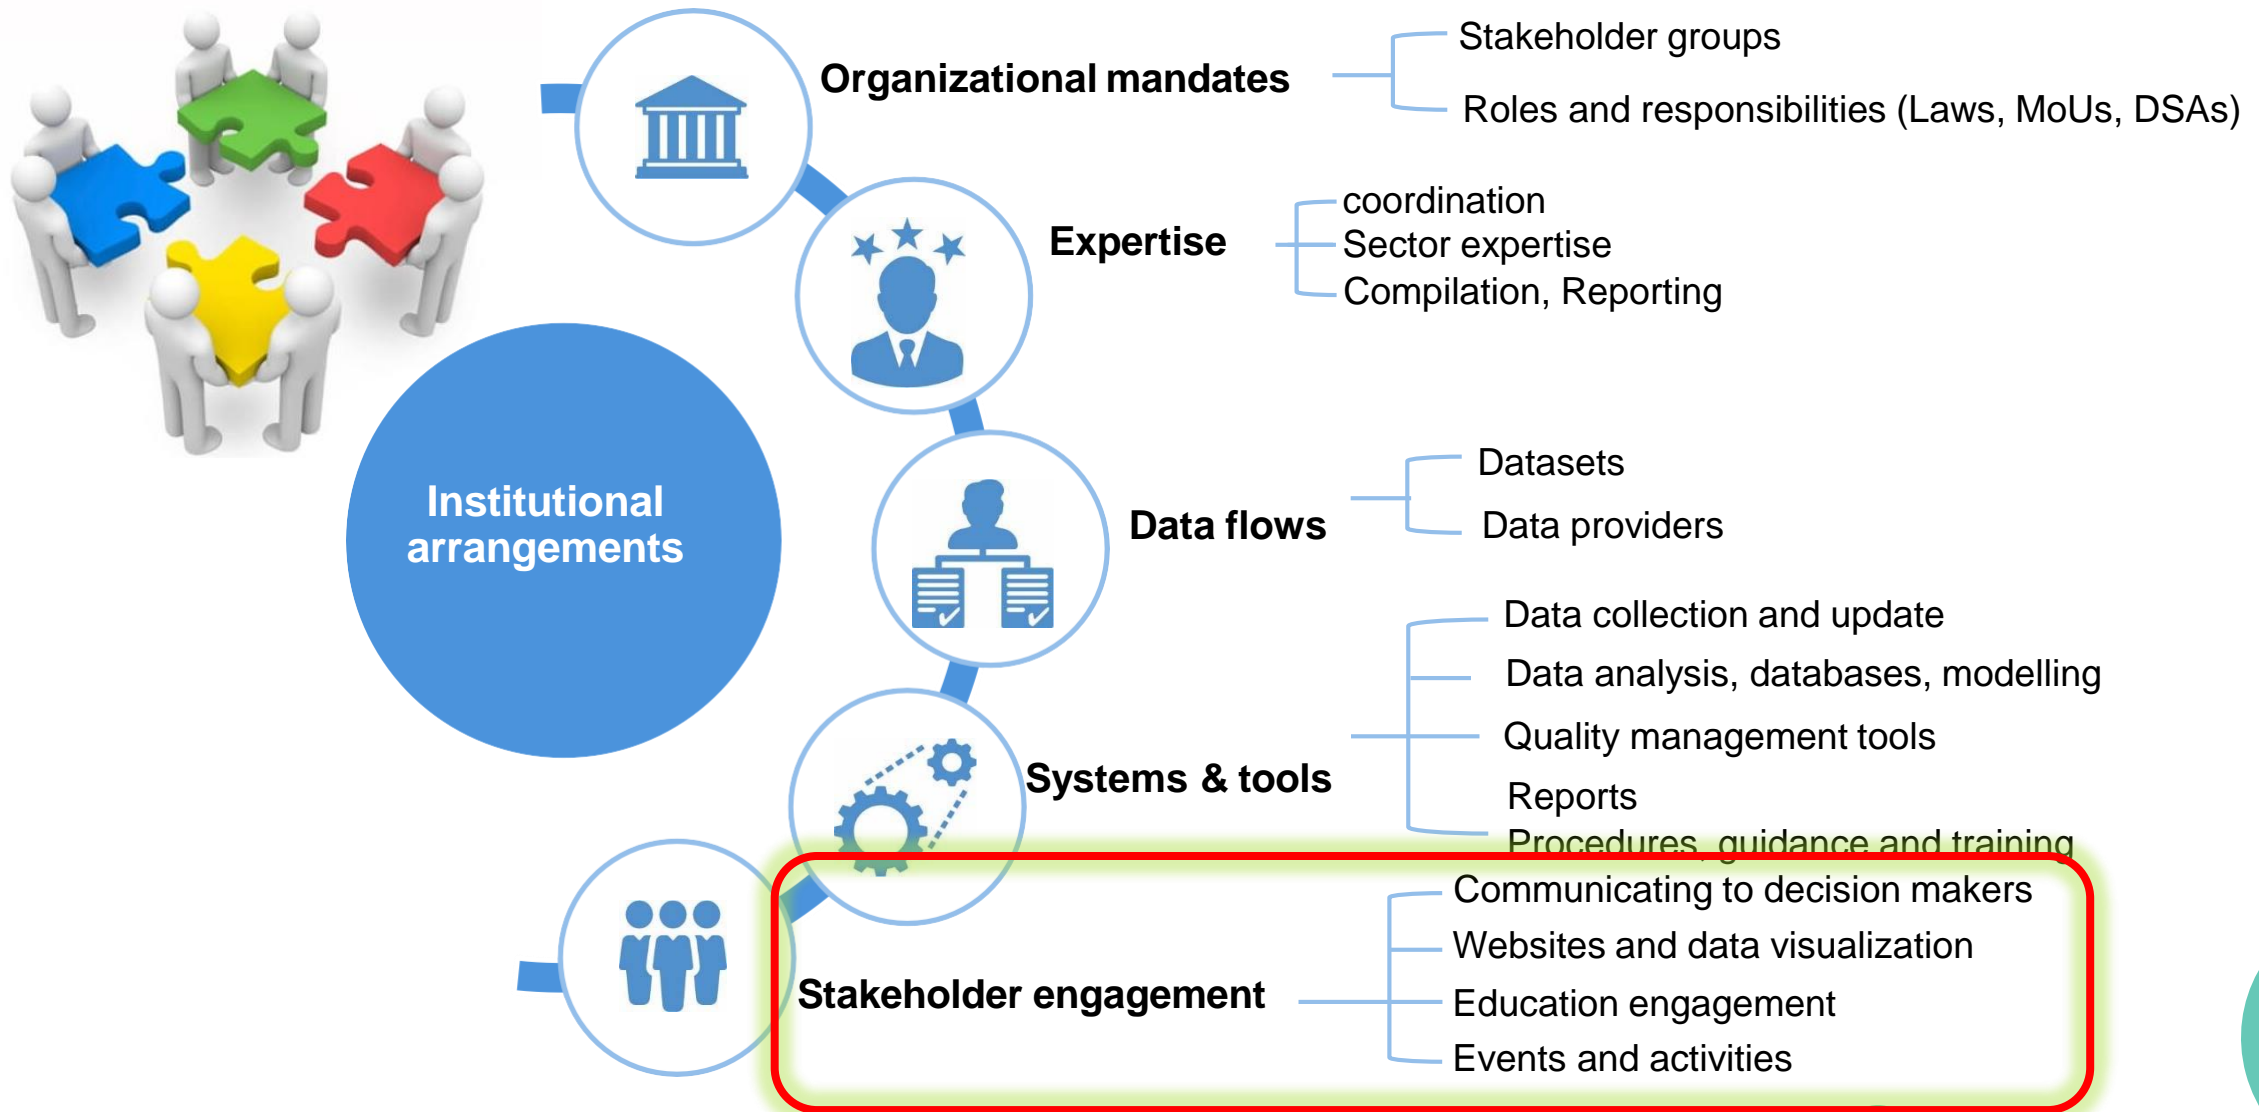 Organizational mandates
Stakeholder groups
Roles and responsibilities (Laws, MoUs, DSAs)
Expertise
coordination
Sector expertise
Compilation, Reporting
Institutional
arrangements
Data flows
Datasets
Data providers
Systems & tools
Data collection and update
Data analysis, databases, modelling
Quality management tools
Reports
Procedures, guidance and training
Stakeholder engagement
Communicating to decision makers
Websites and data visualization
Education engagement
Events and activities